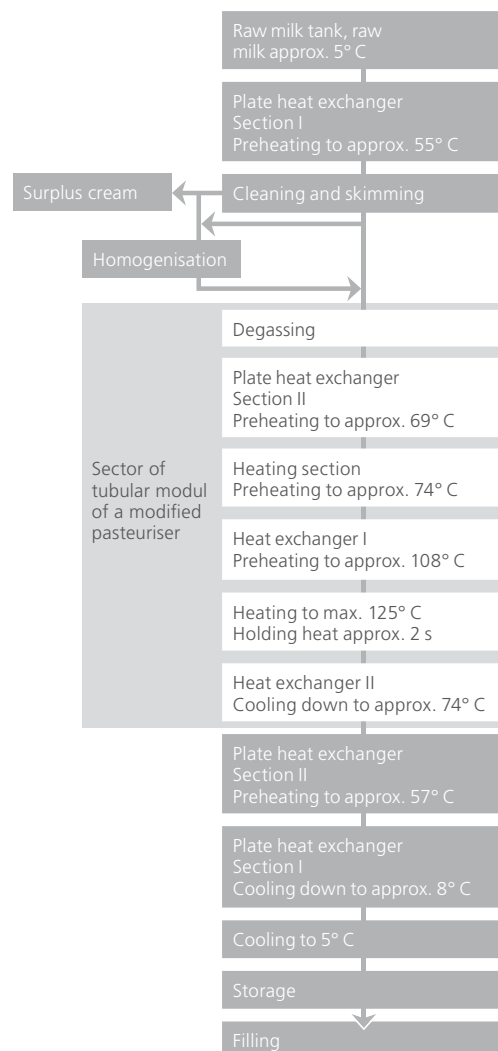 Raw milk tank, raw
milk approx. 5° C
Plate heat exchanger
Section I
Preheating to approx. 55° C
Surplus cream
Cleaning and skimming
Homogenisation
Degassing
Plate heat exchanger
Section II
Preheating to approx. 69° C
Sector of
tubular modul
of a modified
pasteuriser
Heating section
Preheating to approx. 74° C
Heat exchanger I
Preheating to approx. 108° C
Heating to max. 125° C
Holding heat approx. 2 s
Heat exchanger II
Cooling down to approx. 74° C
Plate heat exchanger
Section II
Preheating to approx. 57° C
Plate heat exchanger
Section I
Cooling down to approx. 8° C
Cooling to 5° C
Storage
Filling